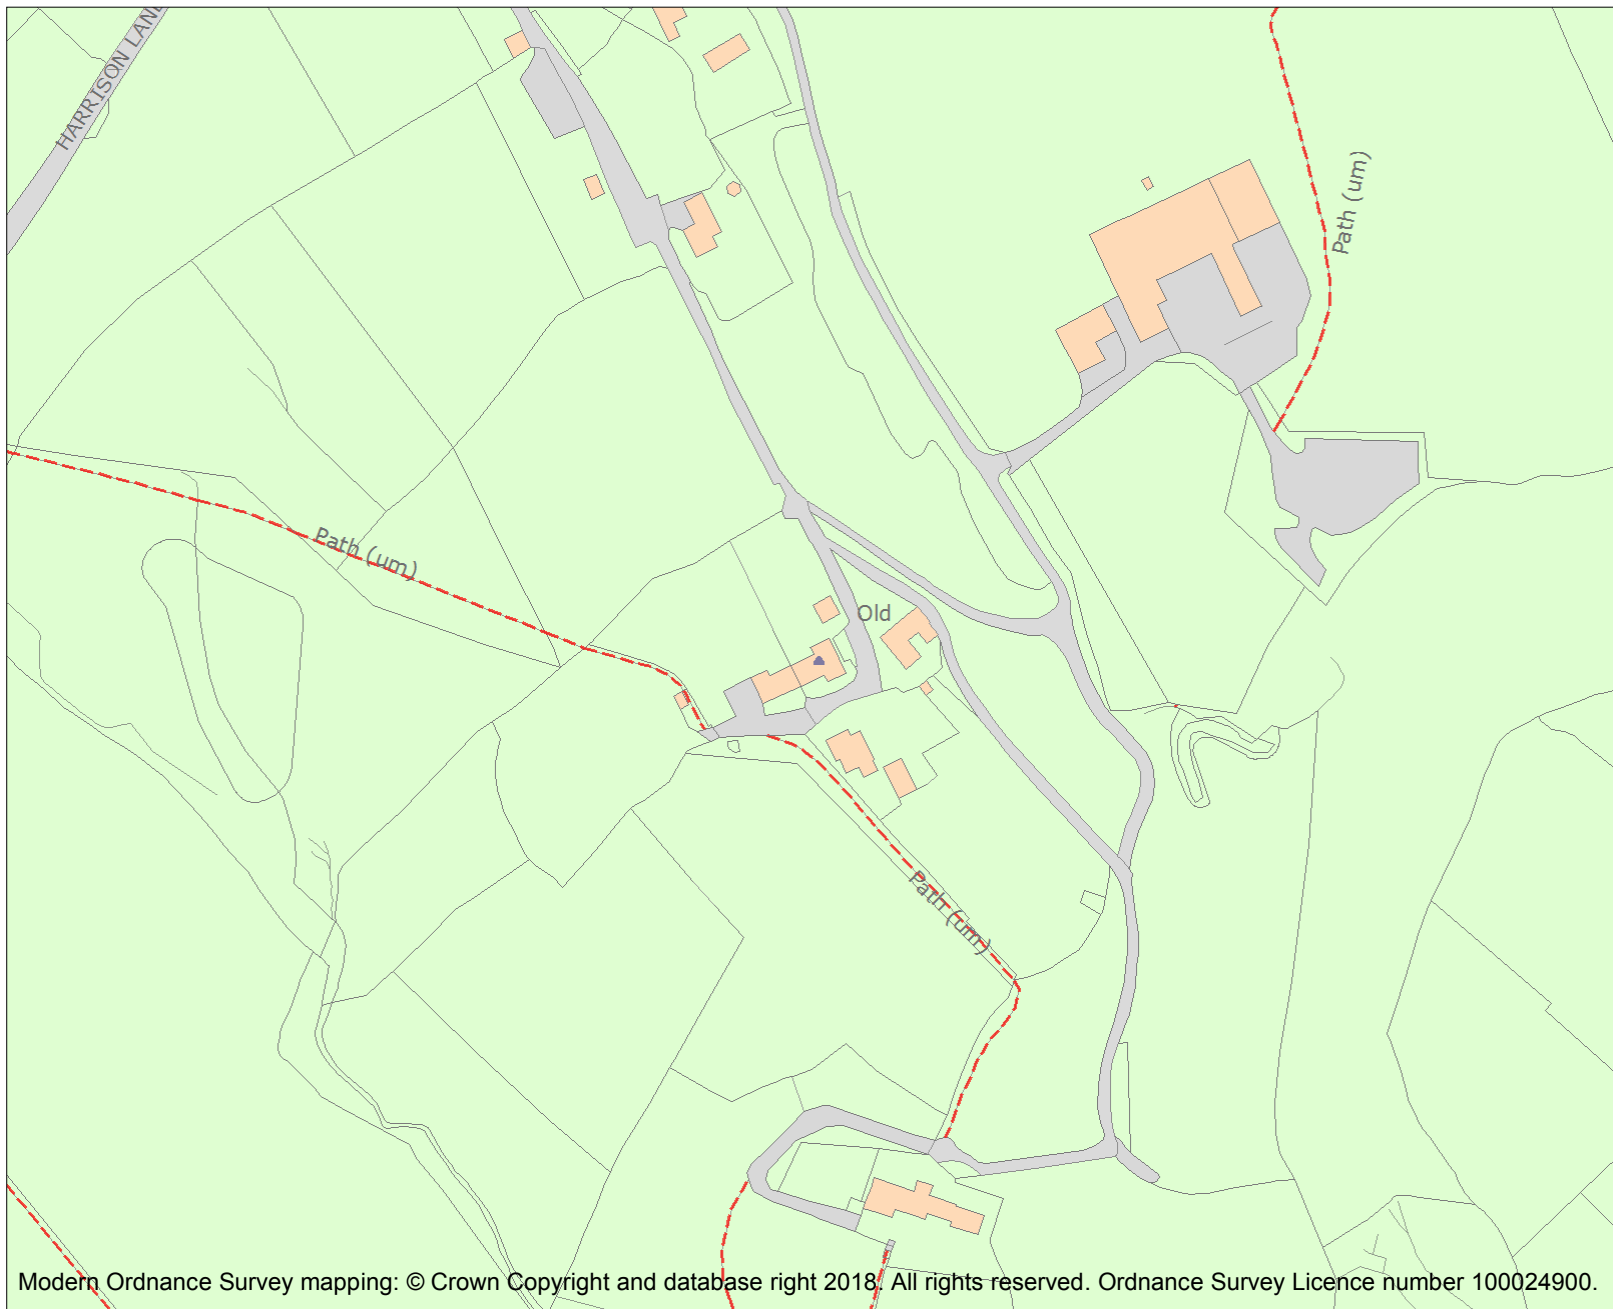 HARRISON LANE
Path (um)
Path (um)
Old
Path (um)
Modern Ordnance Survey mapping: © Crown Copyright and database right 2018. All rights reserved. Ordnance Survey Licence number 100024900.